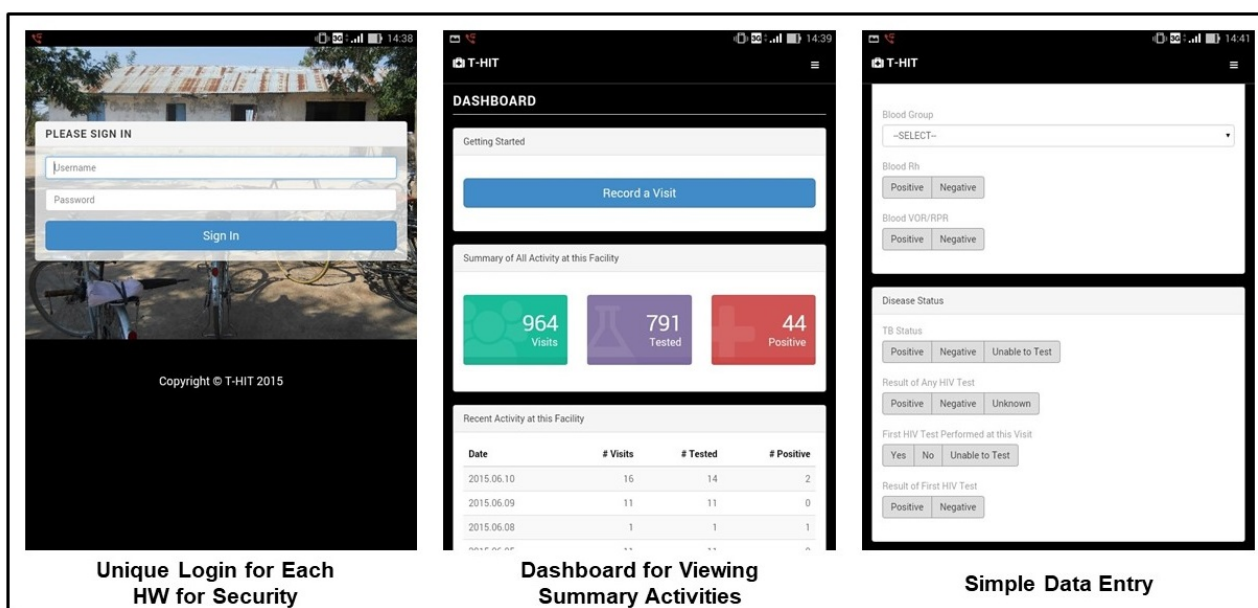 14:38
PLEASE SIGN IN
Username
Password
Sign In
Copyright © T-HIT 2015
Unique Login for Each
HW for Security
3G 14:39
T-HIT
DASHBOARD
Getting Started
Record a Visit
Summary of All Activity at this Facility
964
Visits
791
Tested
44
Positive
Recent Activity at this Facility
Date # Visits # Tested # Positive
2015.06.10 16 14 2
2015.06.09 11 11 0
2015.06.08 1 1 1
Dashboard for Viewing
Summary Activities
3G 14:41
T-HIT
Blood Group
--SELECT--
Blood Rh
Positive Negative
Blood VOR/RPR
Positive Negative
Disease Status
TB Status
Positive Negative Unable to Test
Result of Any HIV Test
Positive Negative Unknown
First HIV Test Performed at this Visit
Yes No Unable to Test
Result of First HIV Test
Positive Negative
Simple Data Entry